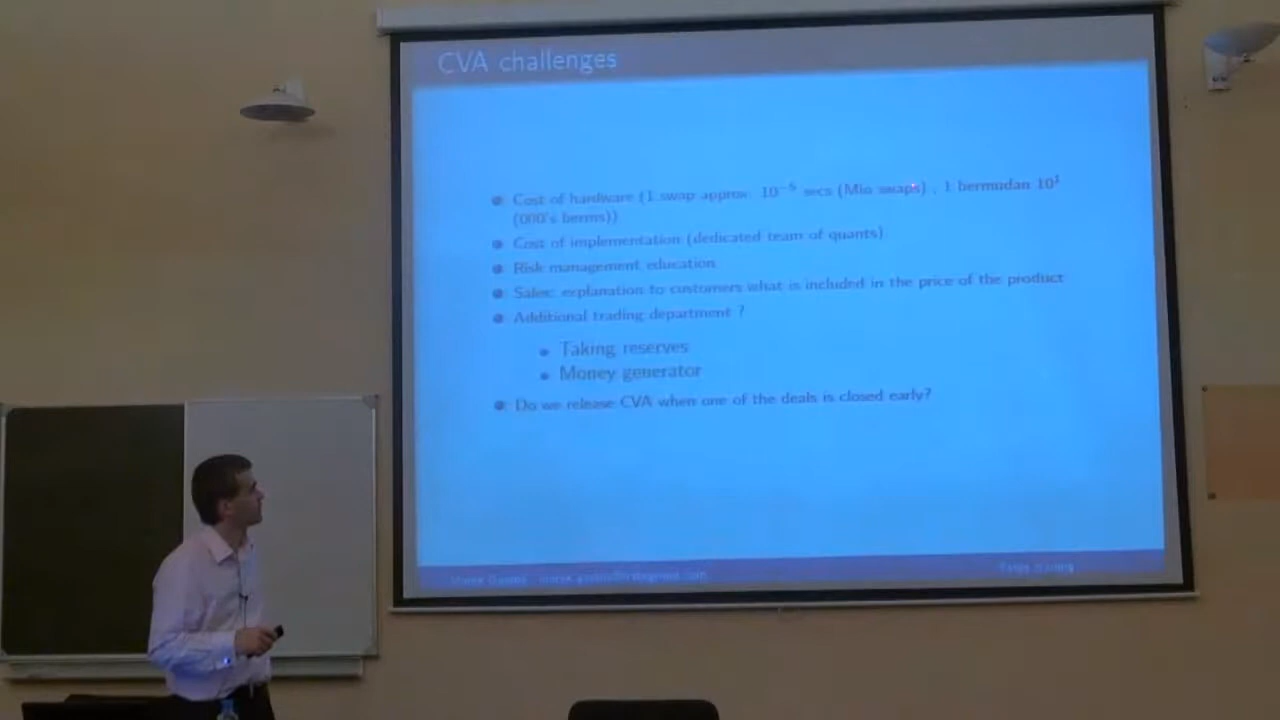 CVA challenges
Cost of hardware (1 swap approx. 10⁻⁵ secs (Mio swaps) , 1 bermudan 10¹
(000's berms))
Cost of implementation (dedicated team of quants)
Risk management education
Sales: explanation to customers what is included in the price of the product
Additional trading department ?
Taking reserves
Money generator
Do we release CVA when one of the deals is closed early?